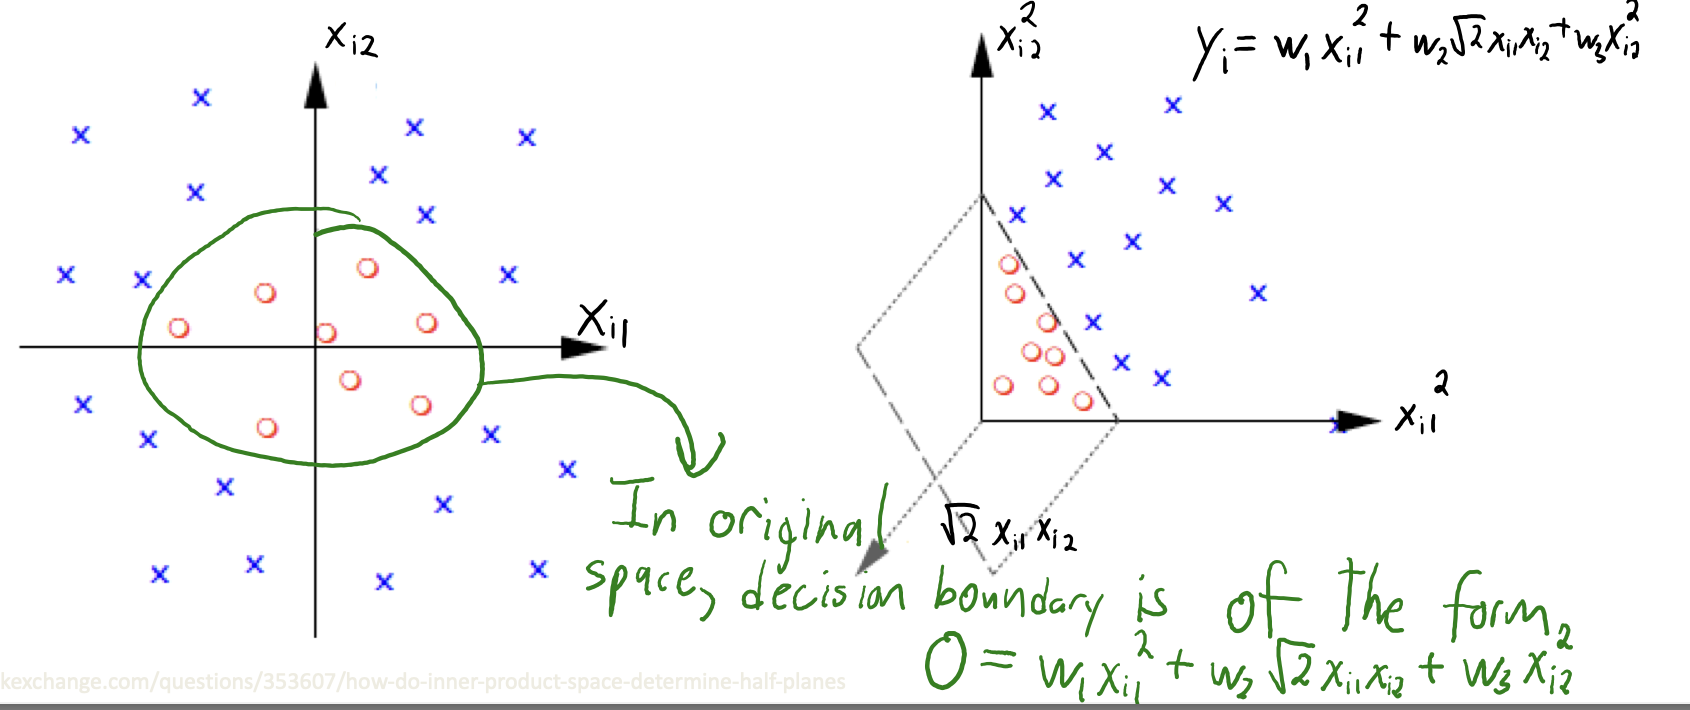 x_{i2}
x_{i1}
x_{i2}^2
y_i = w_1 x_{i1}^2 + w_2 √2 x_{i1} x_{i2} + w_3 x_{i2}^2
x_{i1}^2
√2 x_{i1} x_{i2}
In original
space, decision boundary is of the form
0 = w_1 x_{i1}^2 + w_2 √2 x_{i1} x_{i2} + w_3 x_{i2}^2
kexchange.com/questions/353607/how-do-inner-product-space-determine-half-planes